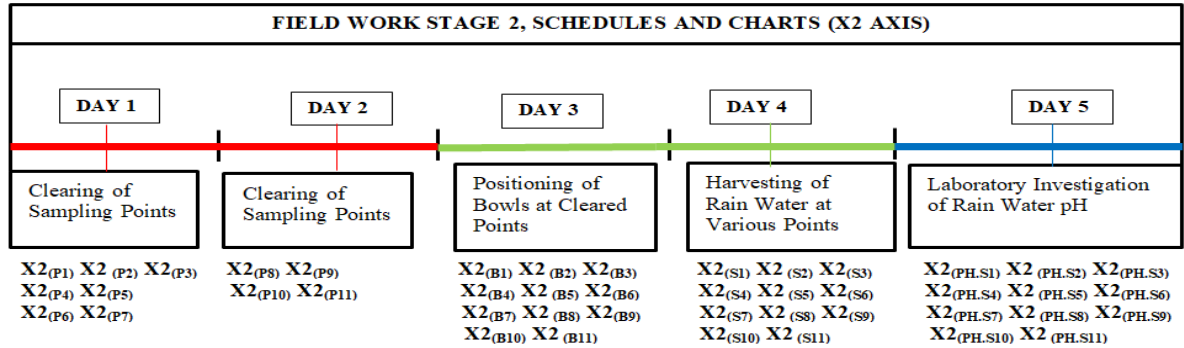 FIELD WORK STAGE 2, SCHEDULES AND CHARTS (X2 AXIS)
DAY 1
DAY 2
DAY 3
DAY 4
DAY 5
Clearing of
Sampling Points
Clearing of
Sampling Points
Positioning of
Bowls at Cleared
Points
Harvesting of
Rain Water at
Various Points
Laboratory Investigation
of Rain Water pH
X2(P1) X2 (P2) X2(P3)
X2(P4) X2(P5)
X2(P6) X2(P7)
X2(P8) X2(P9)
X2(P10) X2(P11)
X2(B1) X2 (B2) X2(B3)
X2(B4) X2 (B5) X2(B6)
X2(B7) X2 (B8) X2(B9)
X2(B10) X2 (B11)
X2(S1) X2 (S2) X2(S3)
X2(S4) X2 (S5) X2(S6)
X2(S7) X2 (S8) X2(S9)
X2(S10) X2 (S11)
X2(PH.S1) X2 (PH.S2) X2(PH.S3)
X2(PH.S4) X2 (PH.S5) X2(PH.S6)
X2(PH.S7) X2 (PH.S8) X2(PH.S9)
X2(PH.S10) X2 (PH.S11)